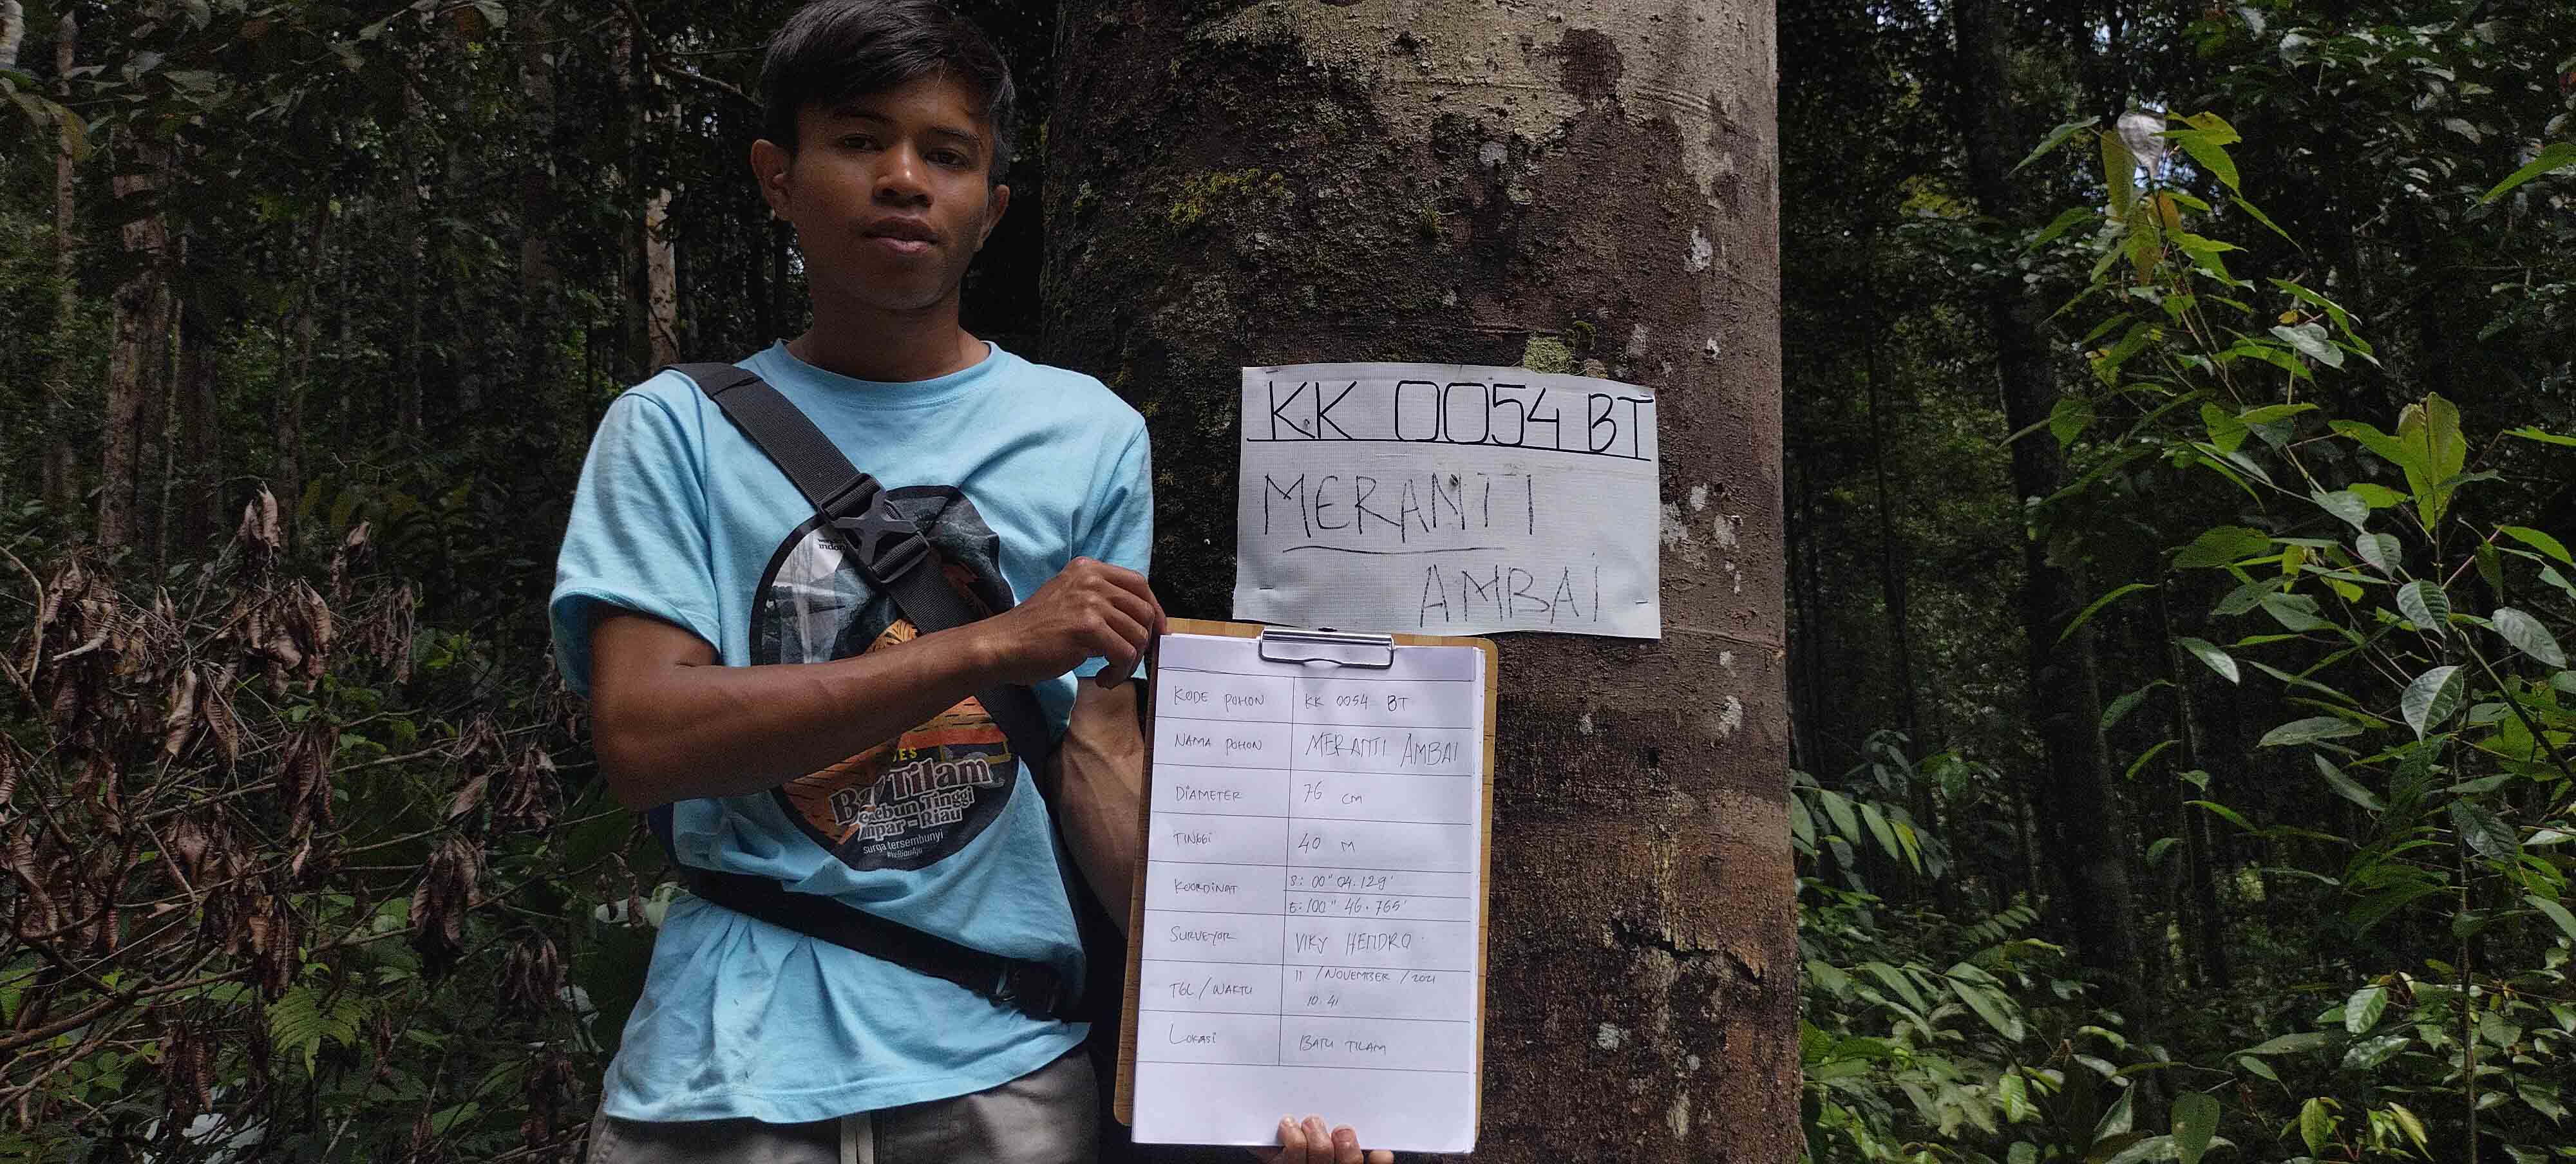 KK 0054 BT
MERANTI
AMBAI
KODE POHON KK 0054 BT
NAMA POHON MERANTI AMBAI
DIAMETER 76 CM
TINGGI 40 M
KOORDINAT S: 00" 04.129'
E: 100" 46.765'
SURVEYOR VIKY HENDRO
TGL/WAKTU 11/NOVEMBER/2021
10.41
LOKASI BATU TILAM
Tilam
Kebun Tinggi
mpar - Riau
surga tersembunyi